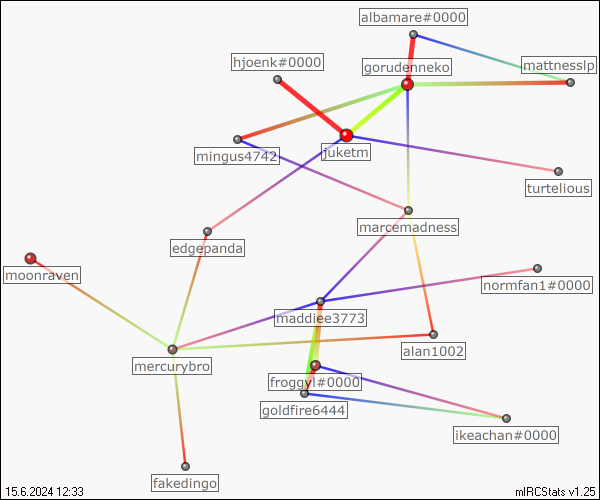 albamare#0000
hjoenk#0000
gorudenneko
mattnesslp
mingus4742
juketm
turtelious
marcemadness
edgepanda
moonraven
normfan1#0000
maddiee3773
alan1002
mercurybro
froggyl#0000
goldfire6444
ikeachan#0000
fakedingo
15.6.2024 12:33
mIRCStats v1.25